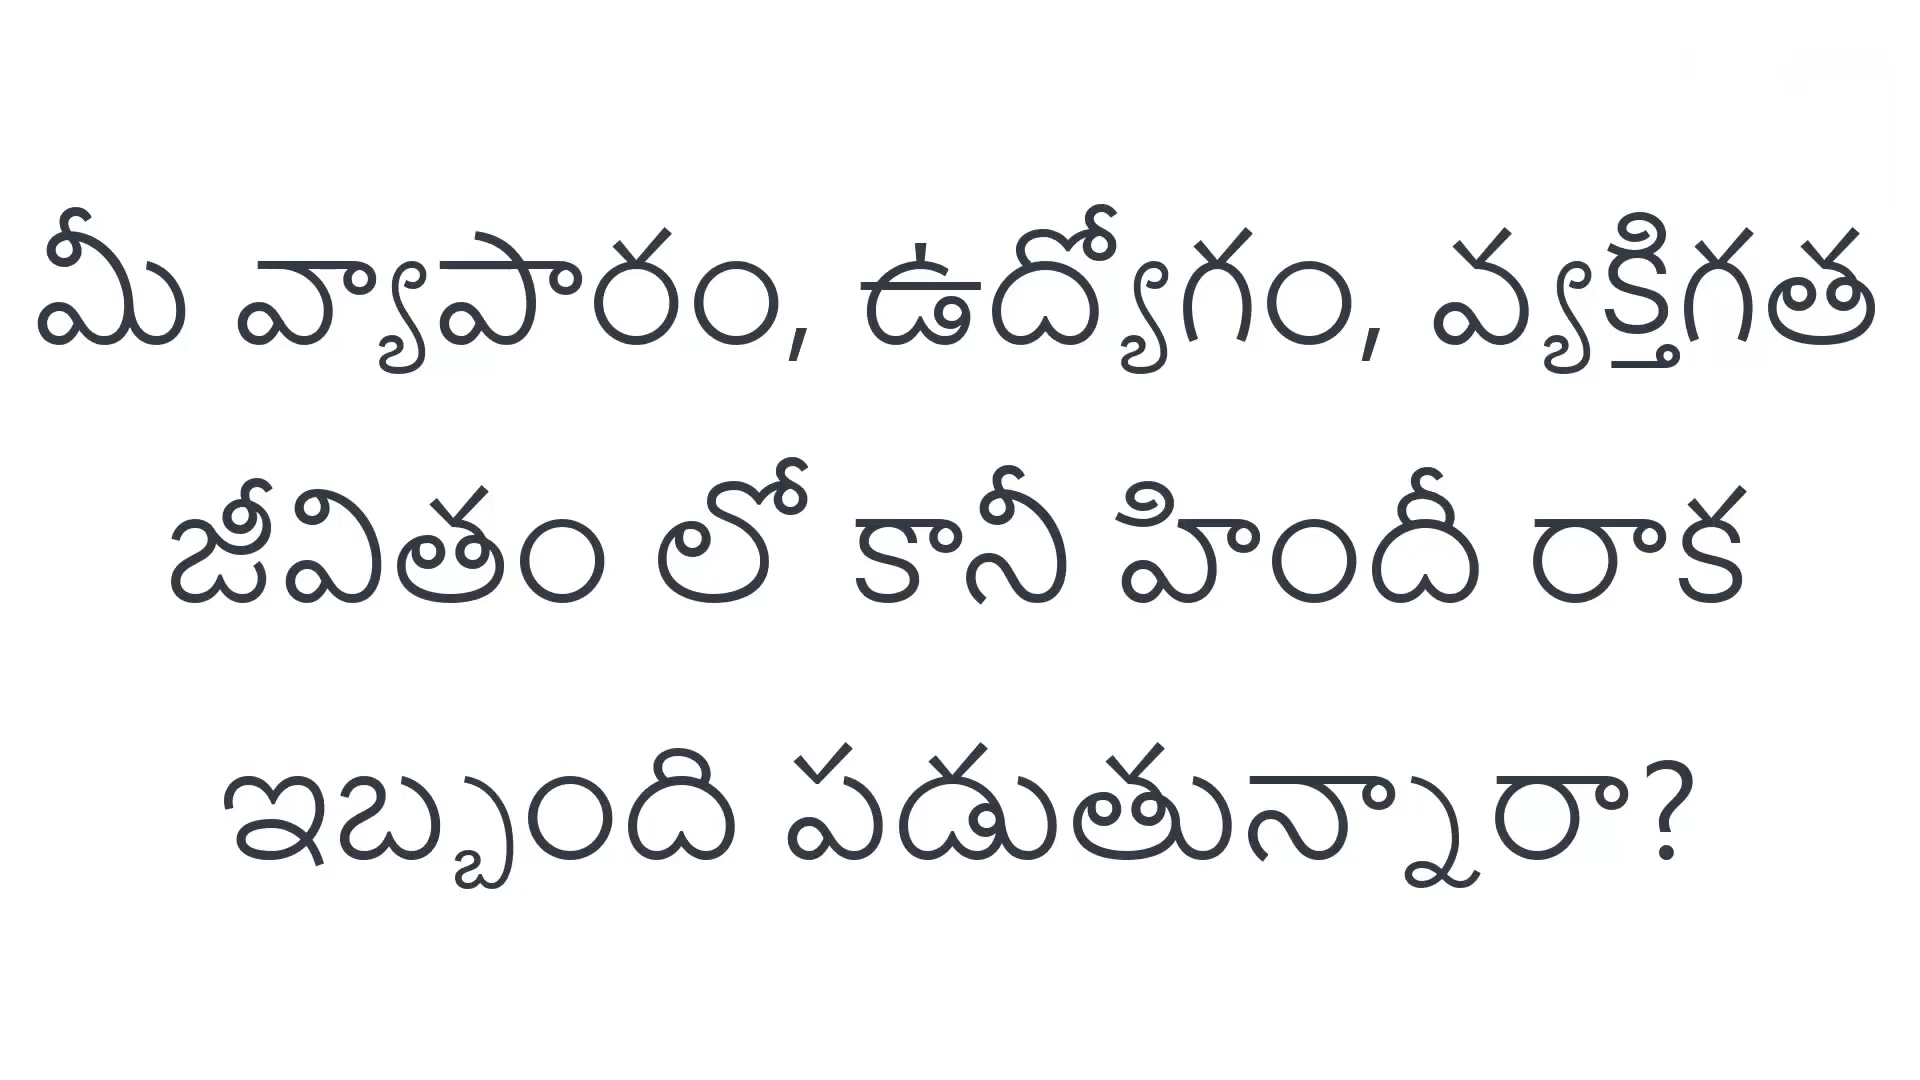 మీ వ్యాపారం, ఉద్యోగం, వ్యక్తిగత
జీవితం లో కానీ హిందీ రాక
ఇబ్బంది పడుతున్నారా?